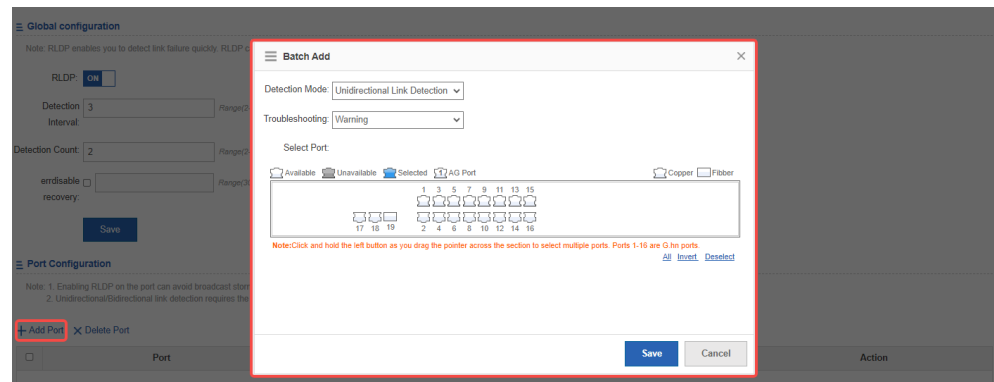 Global configuration
Note: RLDP enables you to detect link failure quickly. RLDP c
RLDP: ON
Detection Interval: 3 Range(2-
Detection Count: 2 Range(2-
errdisable recovery: Range(30
Save
Port Configuration
Note: 1. Enabling RLDP on the port can avoid broadcast storm
2. Unidirectional/Bidirectional link detection requires the
Add Port Delete Port
Port Action
Batch Add
Detection Mode: Unidirectional Link Detection
Troubleshooting: Warning
Select Port:
Available Unavailable Selected 1 AG Port Copper Fibber
1 3 5 7 9 11 13 15
17 18 19 2 4 6 8 10 12 14 16
Note:Click and hold the left button as you drag the pointer across the section to select multiple ports. Ports 1-16 are G.hn ports.
All Invert Deselect
Save Cancel